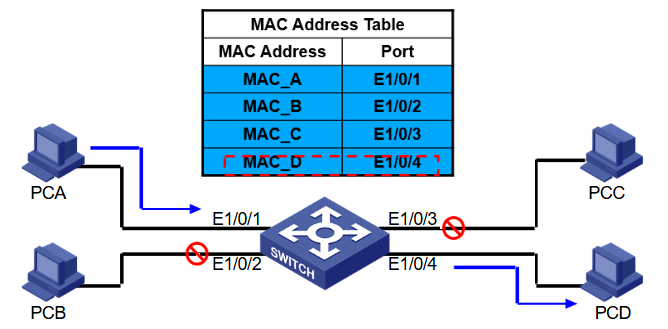 MAC Address Table
MAC Address Port
MAC_A E1/0/1
MAC_B E1/0/2
MAC_C E1/0/3
MAC_D E1/0/4
PCA
PCC
E1/0/1 E1/0/3
E1/0/2 E1/0/4
SWITCH
PCB
PCD